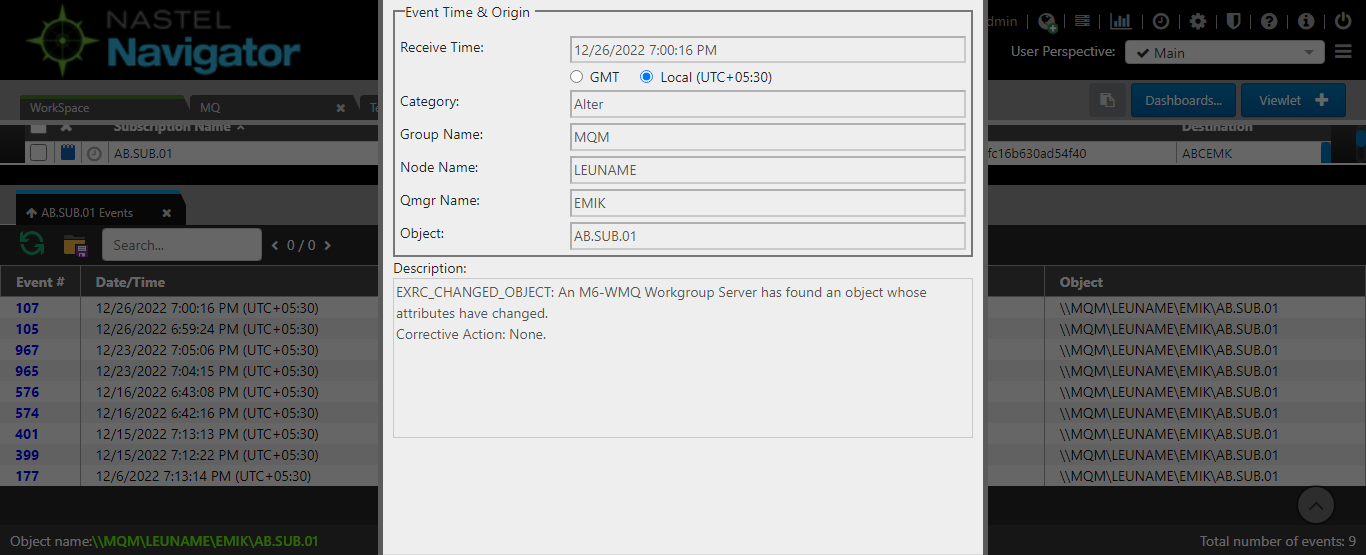 NASTEL
Navigator
dmin
User Perspective: Main
WorkSpace
MQ
Te
Dashboards...
Viewlet
Subscription Name
Destination
AB.SUB.01
fc16b630ad54f40
ABCEMK
AB.SUB.01 Events
Search...
0 / 0
Event # Date/Time Object
107 12/26/2022 7:00:16 PM (UTC+05:30) \\MQM\LEUNAME\EMIK\AB.SUB.01
105 12/26/2022 6:59:24 PM (UTC+05:30) \\MQM\LEUNAME\EMIK\AB.SUB.01
967 12/23/2022 7:05:06 PM (UTC+05:30) \\MQM\LEUNAME\EMIK\AB.SUB.01
965 12/23/2022 7:04:15 PM (UTC+05:30) \\MQM\LEUNAME\EMIK\AB.SUB.01
576 12/16/2022 6:43:08 PM (UTC+05:30) \\MQM\LEUNAME\EMIK\AB.SUB.01
574 12/16/2022 6:42:16 PM (UTC+05:30) \\MQM\LEUNAME\EMIK\AB.SUB.01
401 12/15/2022 7:13:13 PM (UTC+05:30) \\MQM\LEUNAME\EMIK\AB.SUB.01
399 12/15/2022 7:12:22 PM (UTC+05:30) \\MQM\LEUNAME\EMIK\AB.SUB.01
177 12/6/2022 7:13:14 PM (UTC+05:30) \\MQM\LEUNAME\EMIK\AB.SUB.01
Object name:\\MQM\LEUNAME\EMIK\AB.SUB.01
Total number of events: 9
Event Time & Origin
Receive Time: 12/26/2022 7:00:16 PM
GMT Local (UTC+05:30)
Category: Alter
Group Name: MQM
Node Name: LEUNAME
Qmgr Name: EMIK
Object: AB.SUB.01
Description:
EXRC_CHANGED_OBJECT: An M6-WMQ Workgroup Server has found an object whose
attributes have changed.
Corrective Action: None.